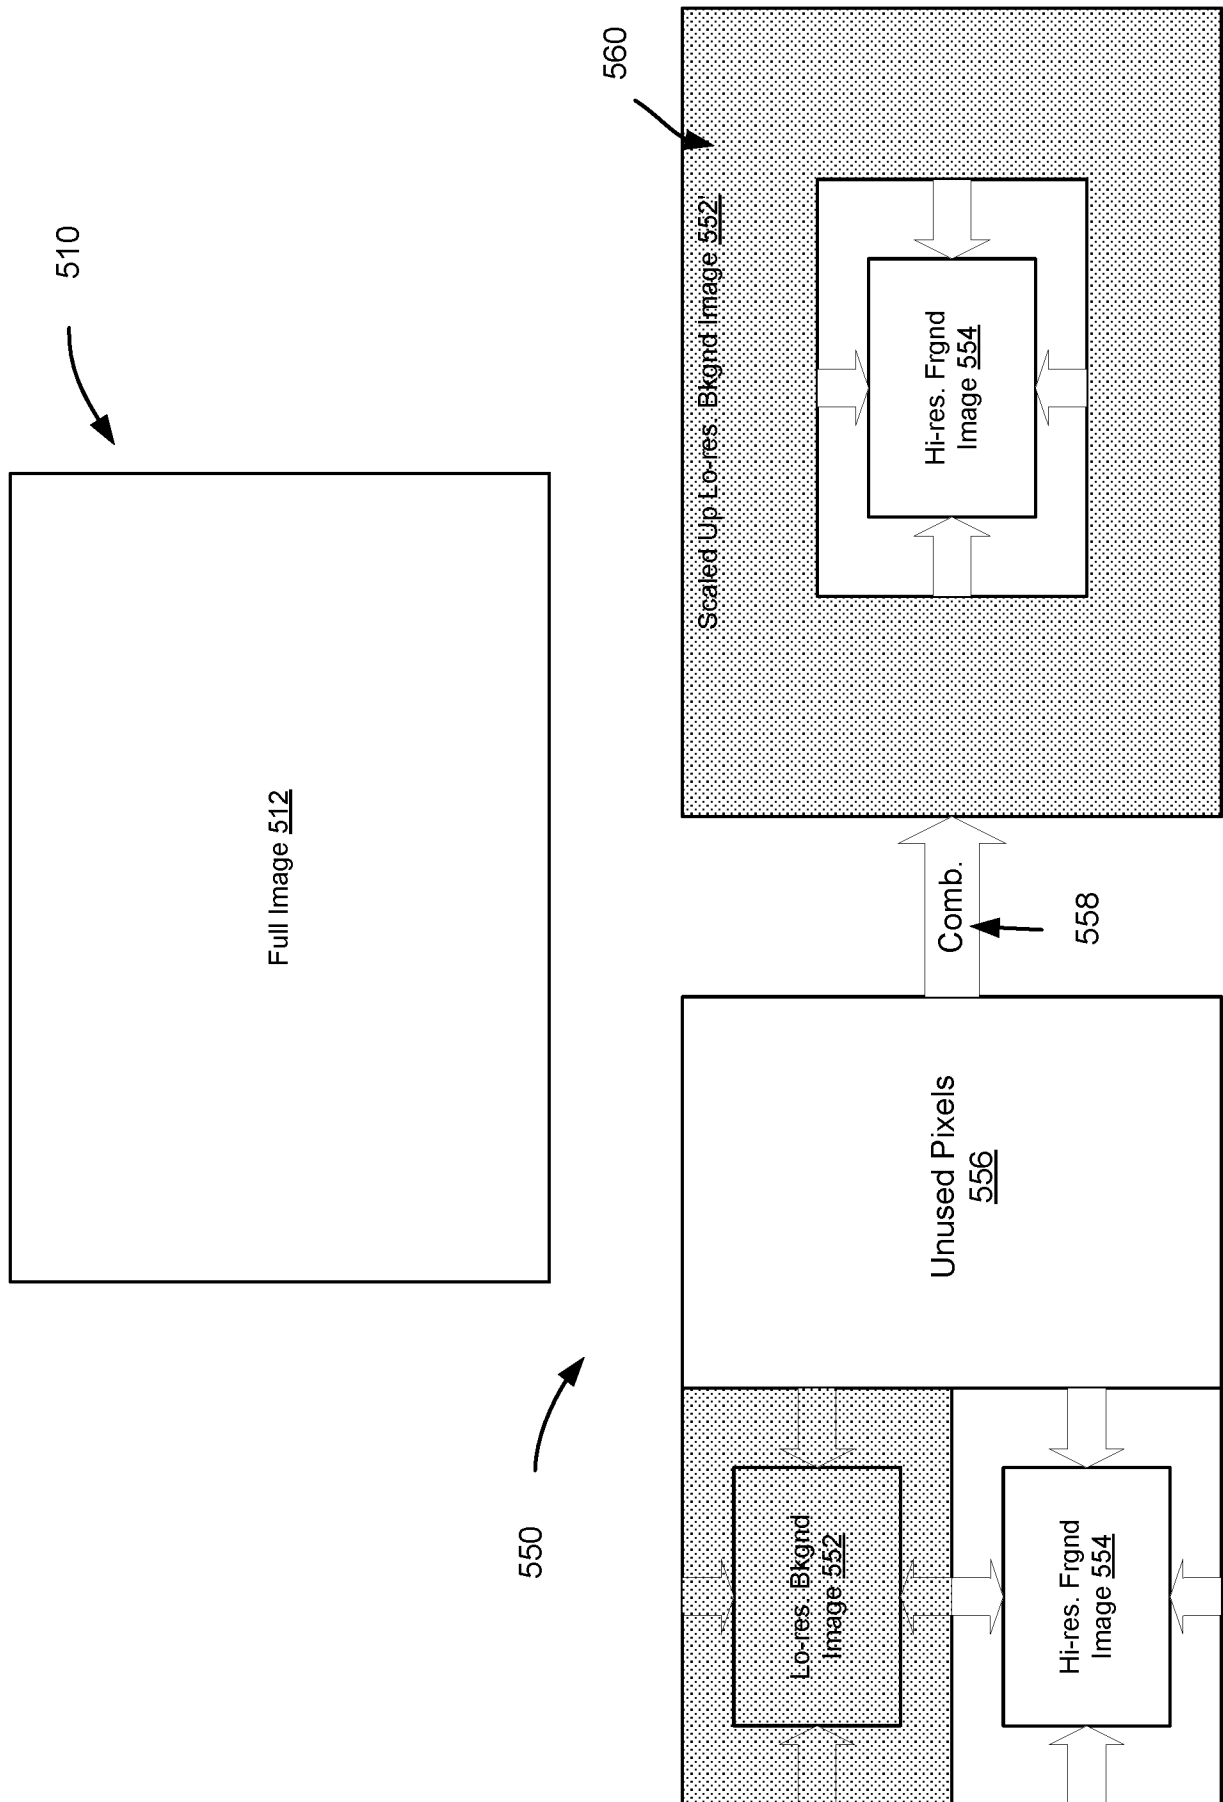 510
Full Image 512
550
Lo-res. Bkgnd
Image 552
Hi-res. Frgnd
Image 554
Unused Pixels
556
Comb.
558
560
Scaled Up Lo-res. Bkgnd Image 552'
Hi-res. Frgnd
Image 554